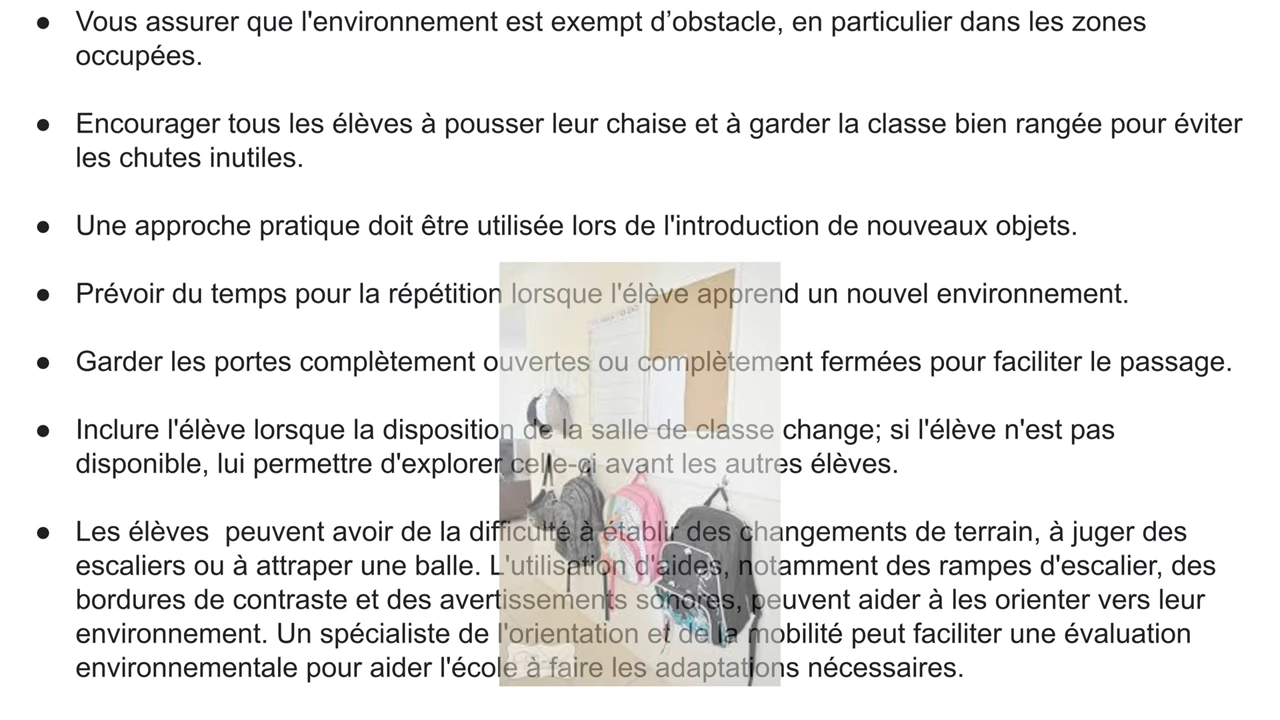 ● Vous assurer que l'environnement est exempt d’obstacle, en particulier dans les zones
occupées.
● Encourager tous les élèves à pousser leur chaise et à garder la classe bien rangée pour éviter
les chutes inutiles.
● Une approche pratique doit être utilisée lors de l'introduction de nouveaux objets.
● Prévoir du temps pour la répétition lorsque l'élève apprend un nouvel environnement.
● Garder les portes complètement ouvertes ou complètement fermées pour faciliter le passage.
● Inclure l'élève lorsque la disposition de la salle de classe change; si l'élève n'est pas
disponible, lui permettre d'explorer celle-ci avant les autres élèves.
● Les élèves  peuvent avoir de la difficulté à établir des changements de terrain, à juger des
escaliers ou à attraper une balle. L'utilisation d'aides, notamment des rampes d'escalier, des
bordures de contraste et des avertissements sonores, peuvent aider à les orienter vers leur
environnement. Un spécialiste de l'orientation et de la mobilité peut faciliter une évaluation
environnementale pour aider l'école à faire les adaptations nécessaires.